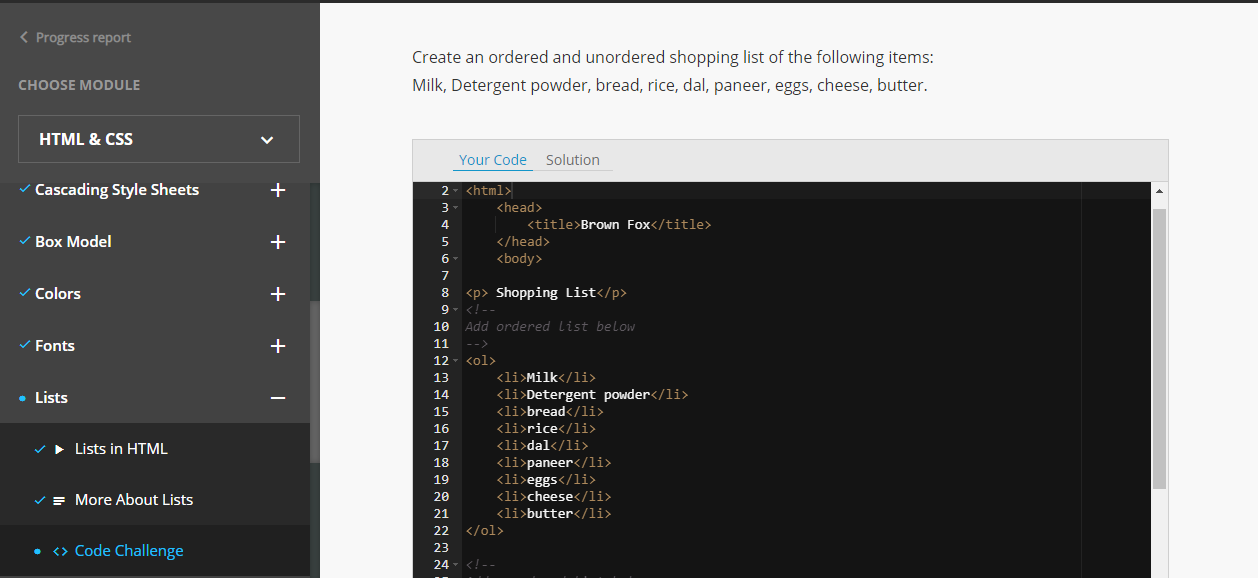 Progress report
CHOOSE MODULE
HTML & CSS
Cascading Style Sheets
Box Model
Colors
Fonts
Lists
Lists in HTML
More About Lists
<> Code Challenge
Create an ordered and unordered shopping list of the following items:
Milk, Detergent powder, bread, rice, dal, paneer, eggs, cheese, butter.
Your Code Solution
2 <html>
3 <head>
4 <title>Brown Fox</title>
5 </head>
6 <body>
7
8 <p> Shopping List</p>
9 <!--
10 Add ordered list below
11 -->
12 <ol>
13 <li>Milk</li>
14 <li>Detergent powder</li>
15 <li>bread</li>
16 <li>rice</li>
17 <li>dal</li>
18 <li>paneer</li>
19 <li>eggs</li>
20 <li>cheese</li>
21 <li>butter</li>
22 </ol>
23
24 <!--